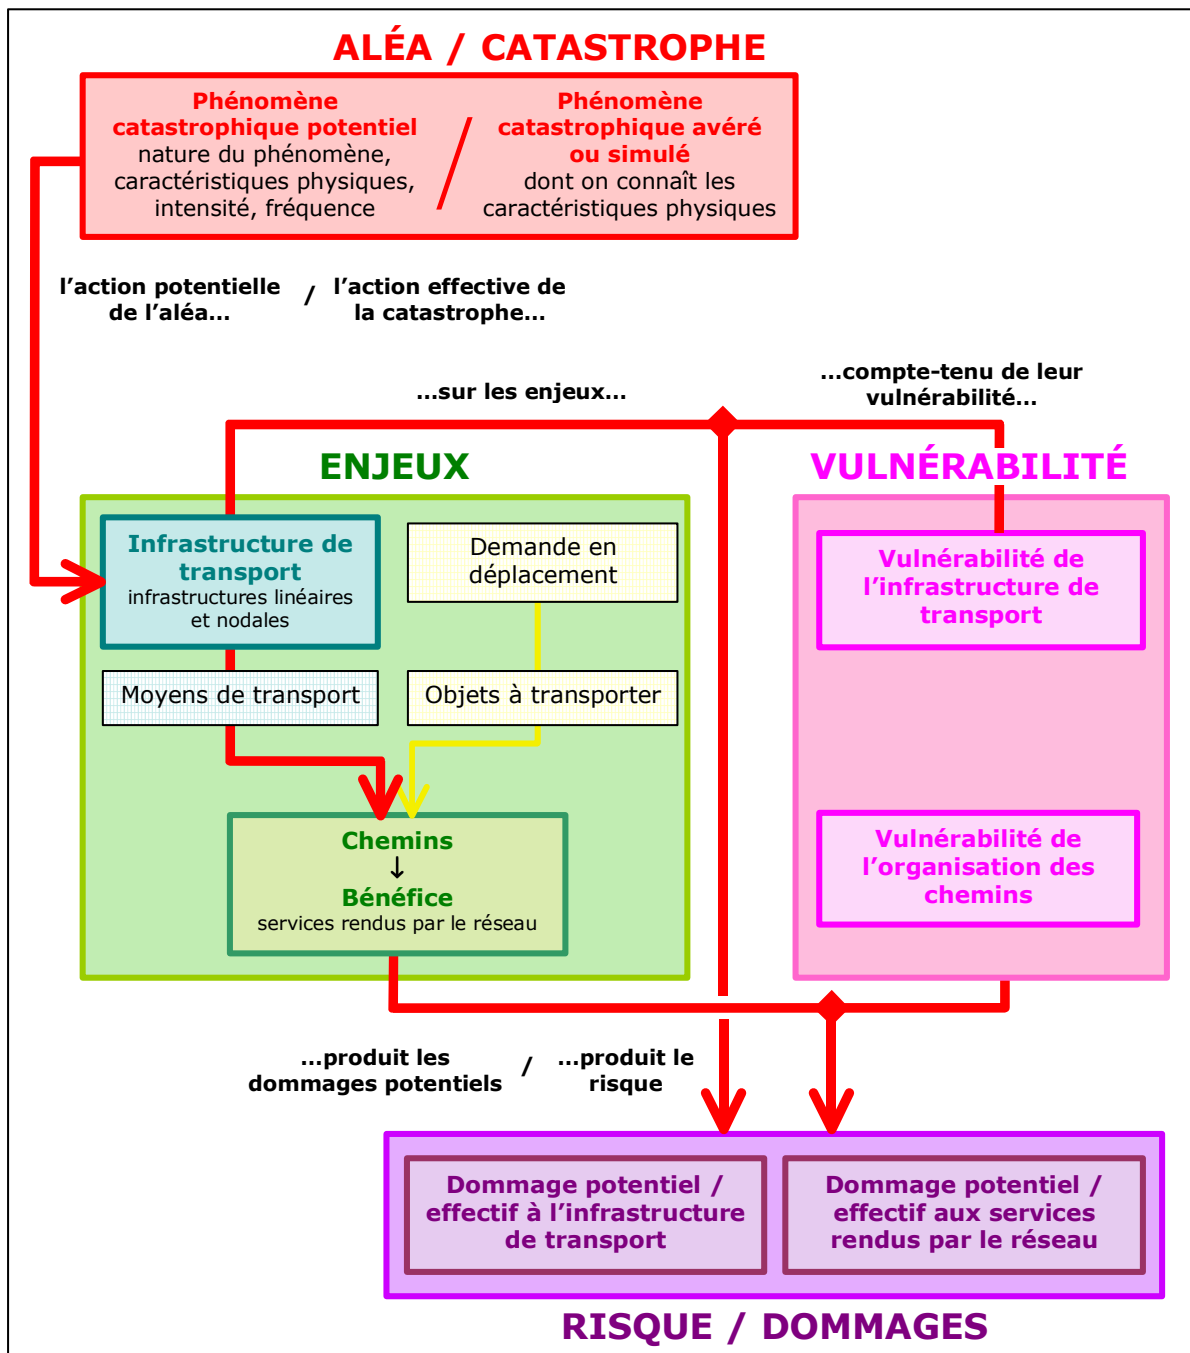 ALÉA / CATASTROPHE
Phénomène
catastrophique potentiel
nature du phénomène,
caractéristiques physiques,
intensité, fréquence
/
Phénomène
catastrophique avéré
ou simulé
dont on connaît les
caractéristiques physiques
l’action potentielle
de l’aléa...
/
l’action effective de
la catastrophe...
...sur les enjeux...
...compte-tenu de leur
vulnérabilité...
ENJEUX
Infrastructure de
transport
infrastructures linéaires
et nodales
Demande en
déplacement
Moyens de transport
Objets à transporter
Chemins
↓
Bénéfice
services rendus par le réseau
VULNÉRABILITÉ
Vulnérabilité de
l’infrastructure de
transport
Vulnérabilité de
l’organisation des
chemins
...produit les
dommages potentiels
/
...produit le
risque
Dommage potentiel /
effectif à l’infrastructure
de transport
Dommage potentiel /
effectif aux services
rendus par le réseau
RISQUE / DOMMAGES